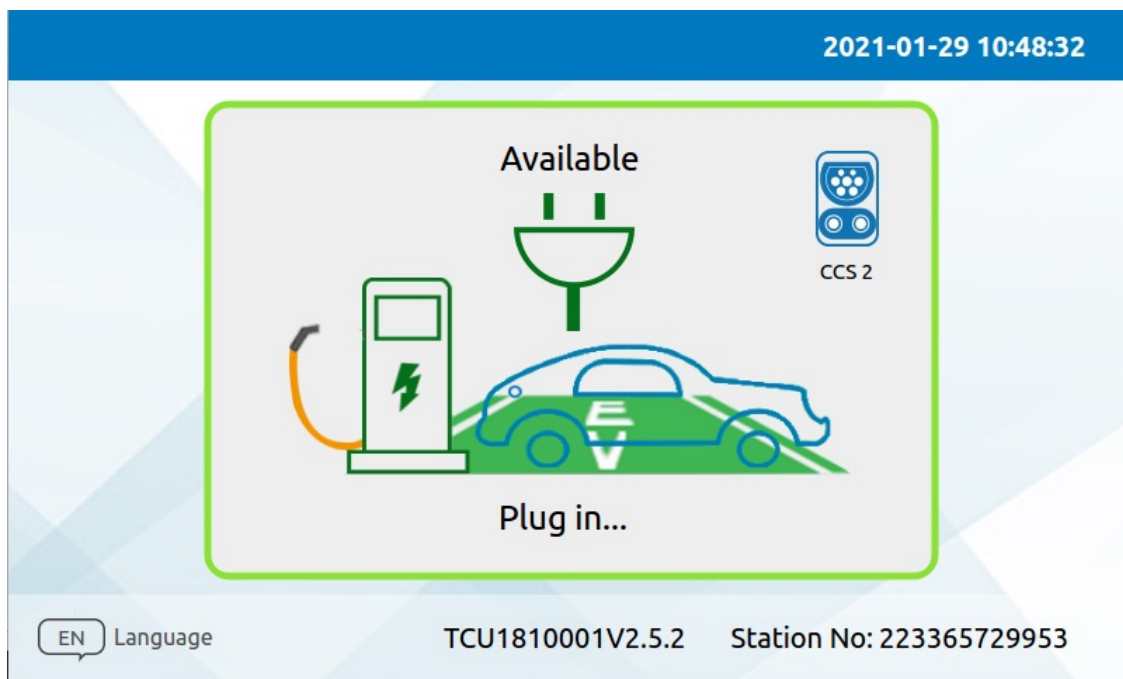 2021-01-29 10:48:32
Available
CCS 2
E
V
Plug in...
EN Language
TCU1810001V2.5.2
Station No: 223365729953